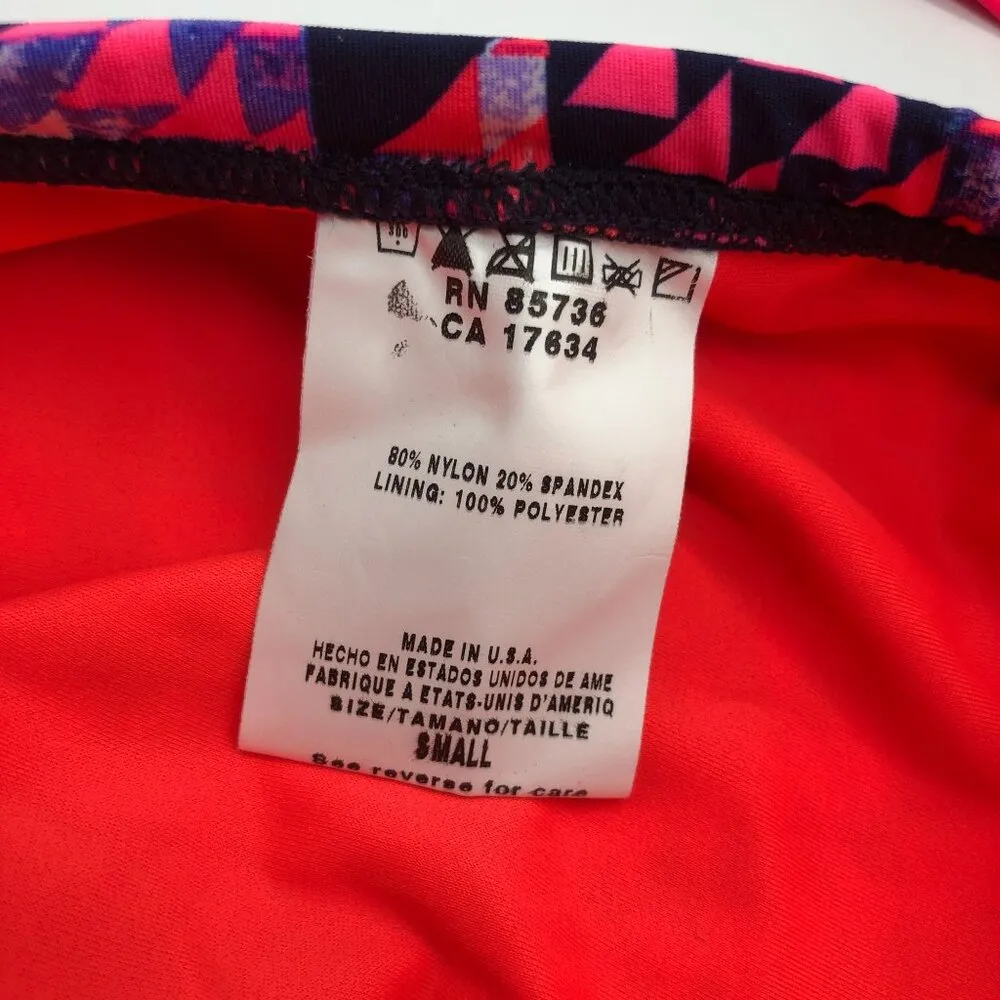 RN 85736
CA 17634
80% NYLON 20% SPANDEX
LINING: 100% POLYESTER
MADE IN U.S.A.
HECHO EN ESTADOS UNIDOS DE AME
FABRIQUE A ETATS-UNIS D'AMERIQ
SIZE/TAMANO/TAILLE
SMALL
See reverse for care